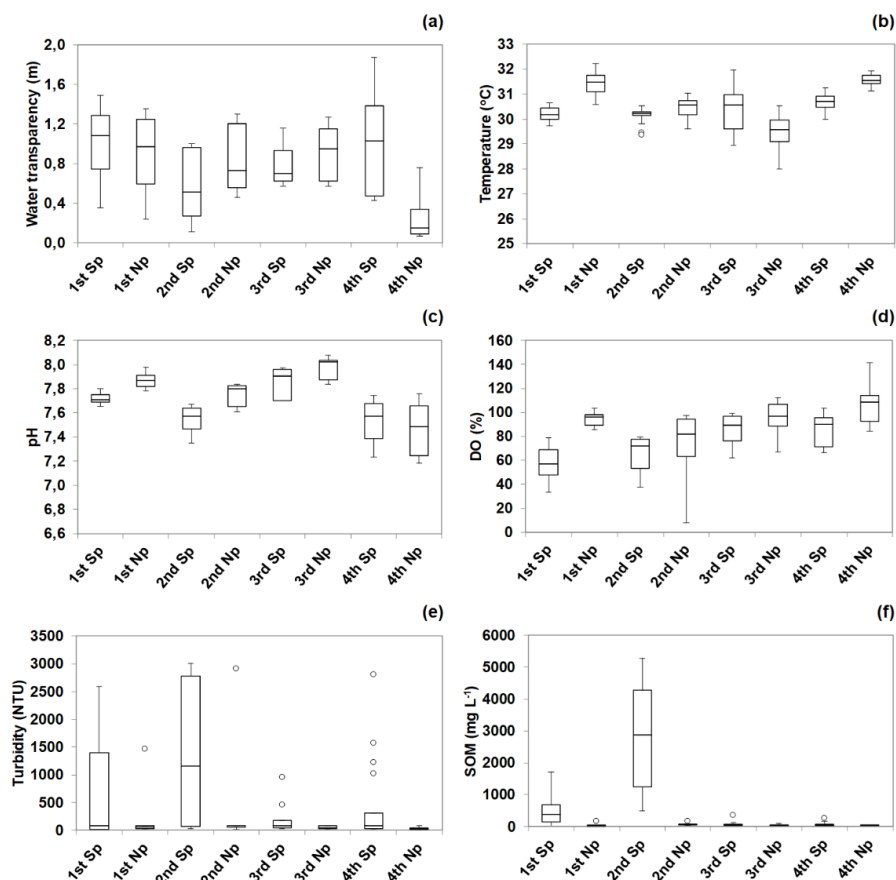 (a)
Water transparency (m)
2,0
1,6
1,2
0,8
0,4
0,0
1st Sp
1st Np
2nd Sp
2nd Np
3rd Sp
3rd Np
4th Sp
4th Np
(b)
Temperature (°C)
33
32
31
30
29
28
27
26
25
1st Sp
1st Np
2nd Sp
2nd Np
3rd Sp
3rd Np
4th Sp
4th Np
(c)
pH
8,2
8,0
7,8
7,6
7,4
7,2
7,0
6,8
6,6
1st Sp
1st Np
2nd Sp
2nd Np
3rd Sp
3rd Np
4th Sp
4th Np
(d)
DO (%)
160
140
120
100
80
60
40
20
0
1st Sp
1st Np
2nd Sp
2nd Np
3rd Sp
3rd Np
4th Sp
4th Np
(e)
Turbidity (NTU)
3500
3000
2500
2000
1500
1000
500
0
1st Sp
1st Np
2nd Sp
2nd Np
3rd Sp
3rd Np
4th Sp
4th Np
(f)
SOM (mg L⁻¹)
6000
5000
4000
3000
2000
1000
0
1st Sp
1st Np
2nd Sp
2nd Np
3rd Sp
3rd Np
4th Sp
4th Np